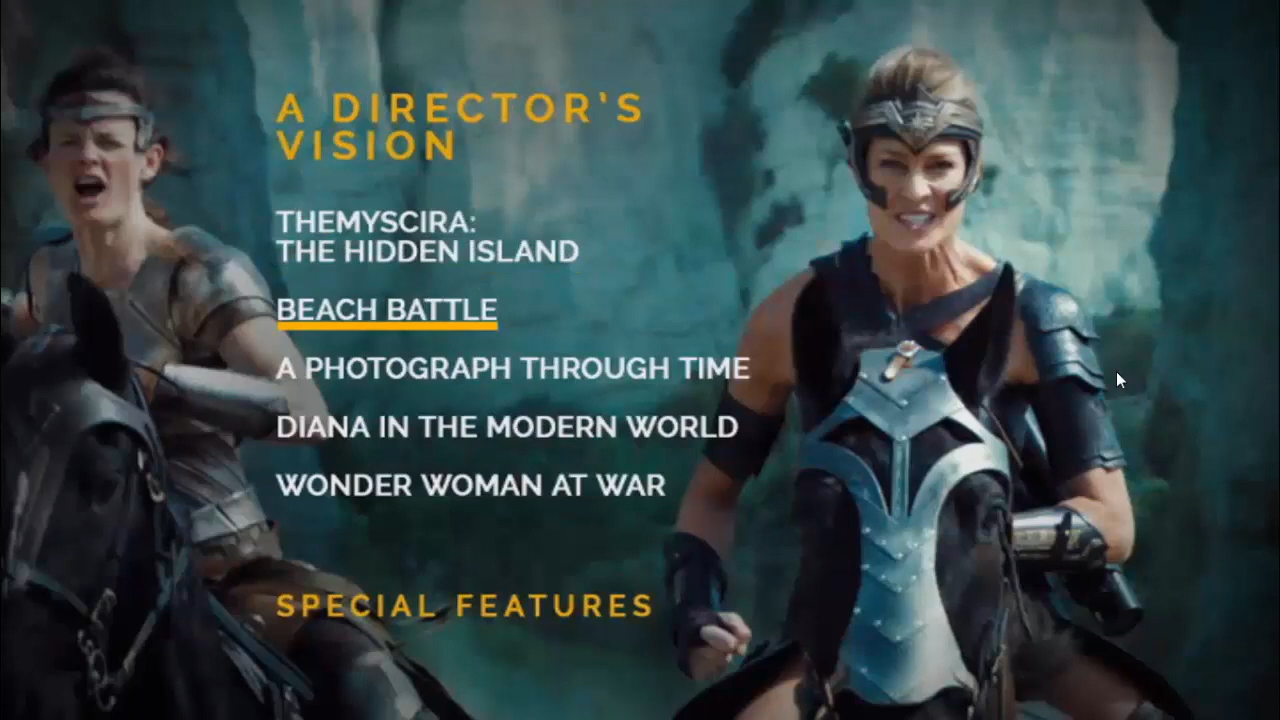 A DIRECTOR'S
VISION
THEMYSCIRA:
THE HIDDEN ISLAND
BEACH BATTLE
A PHOTOGRAPH THROUGH TIME
DIANA IN THE MODERN WORLD
WONDER WOMAN AT WAR
SPECIAL FEATURES